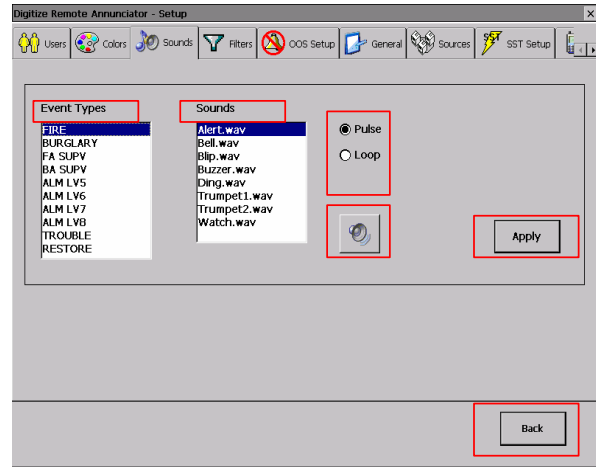 Digitize Remote Annunciator - Setup
Users Colors Sounds Filters OOS Setup General Sources SST SST Setup
Event Types
FIRE
BURGLARY
FA SUPV
BA SUPV
ALM LV5
ALM LV6
ALM LV7
ALM LV8
TROUBLE
RESTORE
Sounds
Alert.wav
Bell.wav
Blip.wav
Buzzer.wav
Ding.wav
Trumpet1.wav
Trumpet2.wav
Watch.wav
Pulse
Loop
Apply
Back